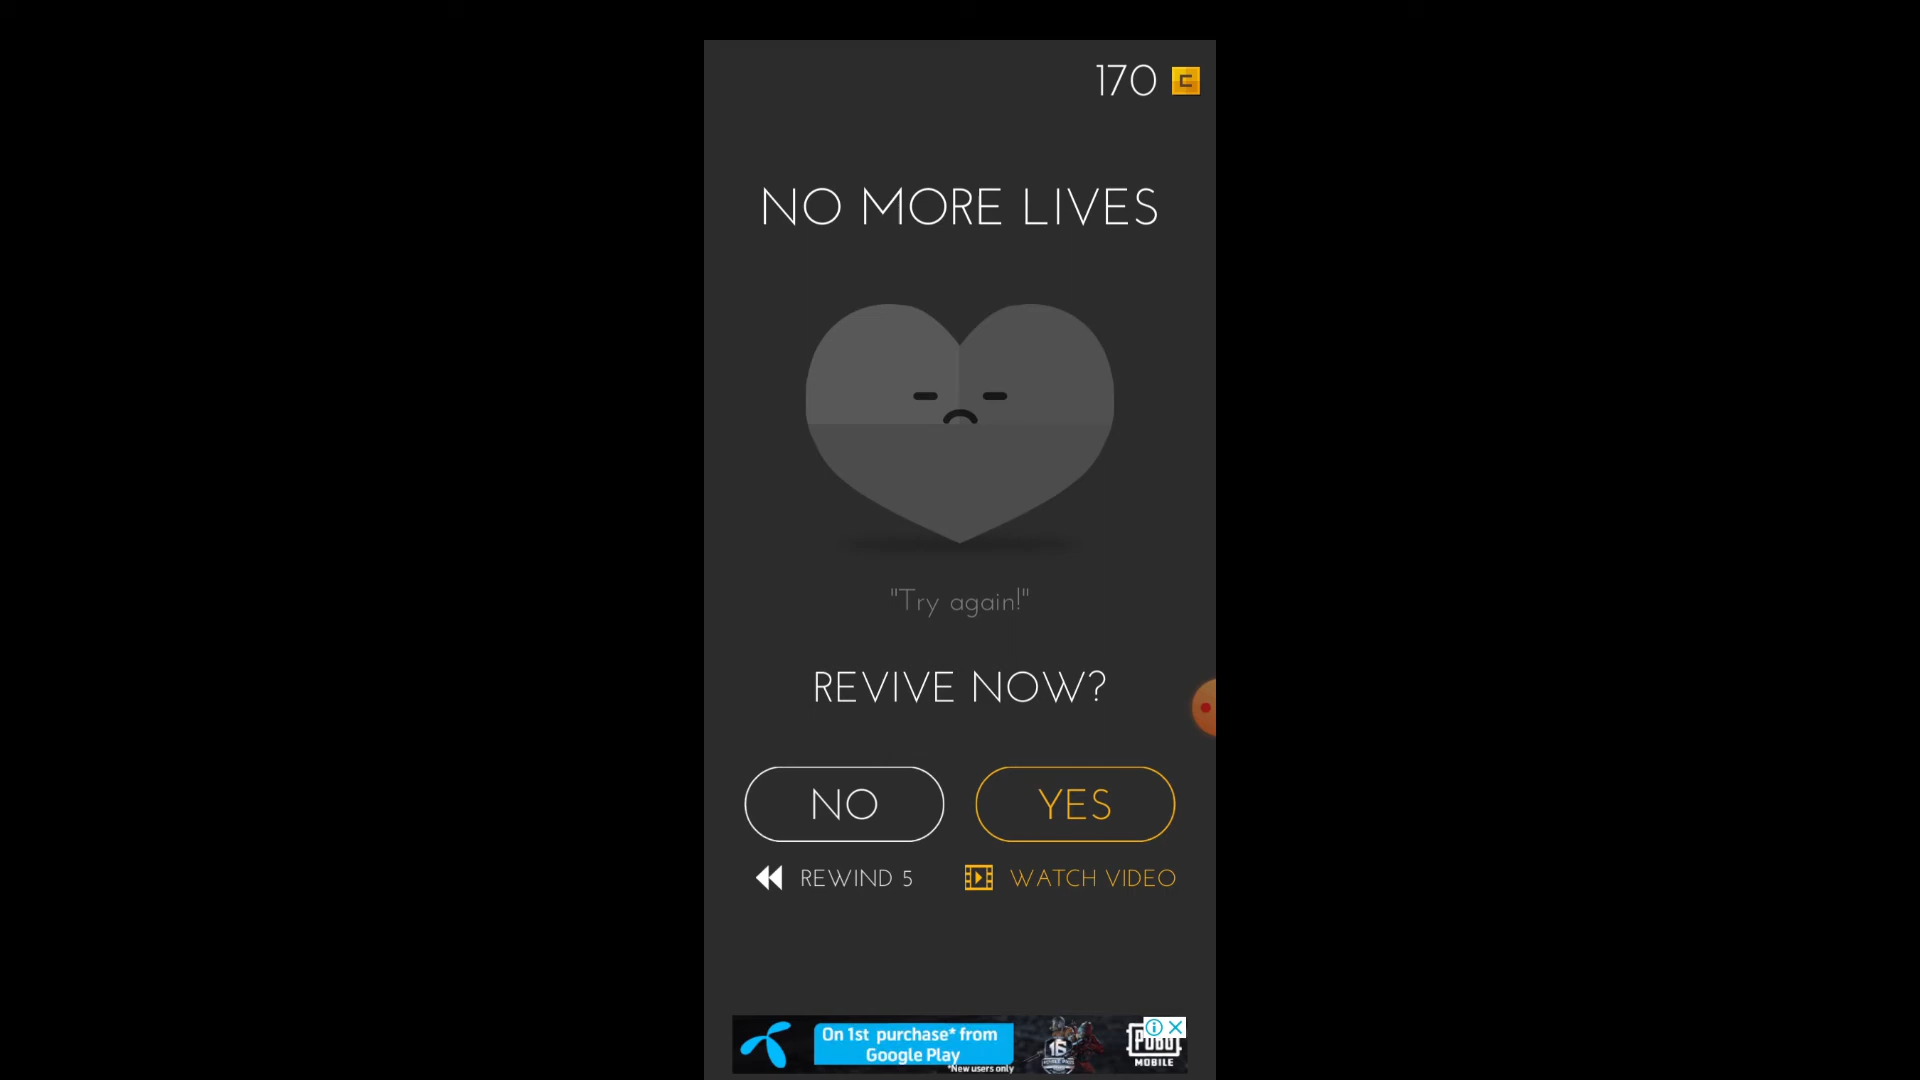 170
NO MORE LIVES
"Try again!"
REVIVE NOW?
NO YES
REWIND 5 WATCH VIDEO
On 1st purchase* from
Google Play
*New users only
16
PUBG
MOBILE